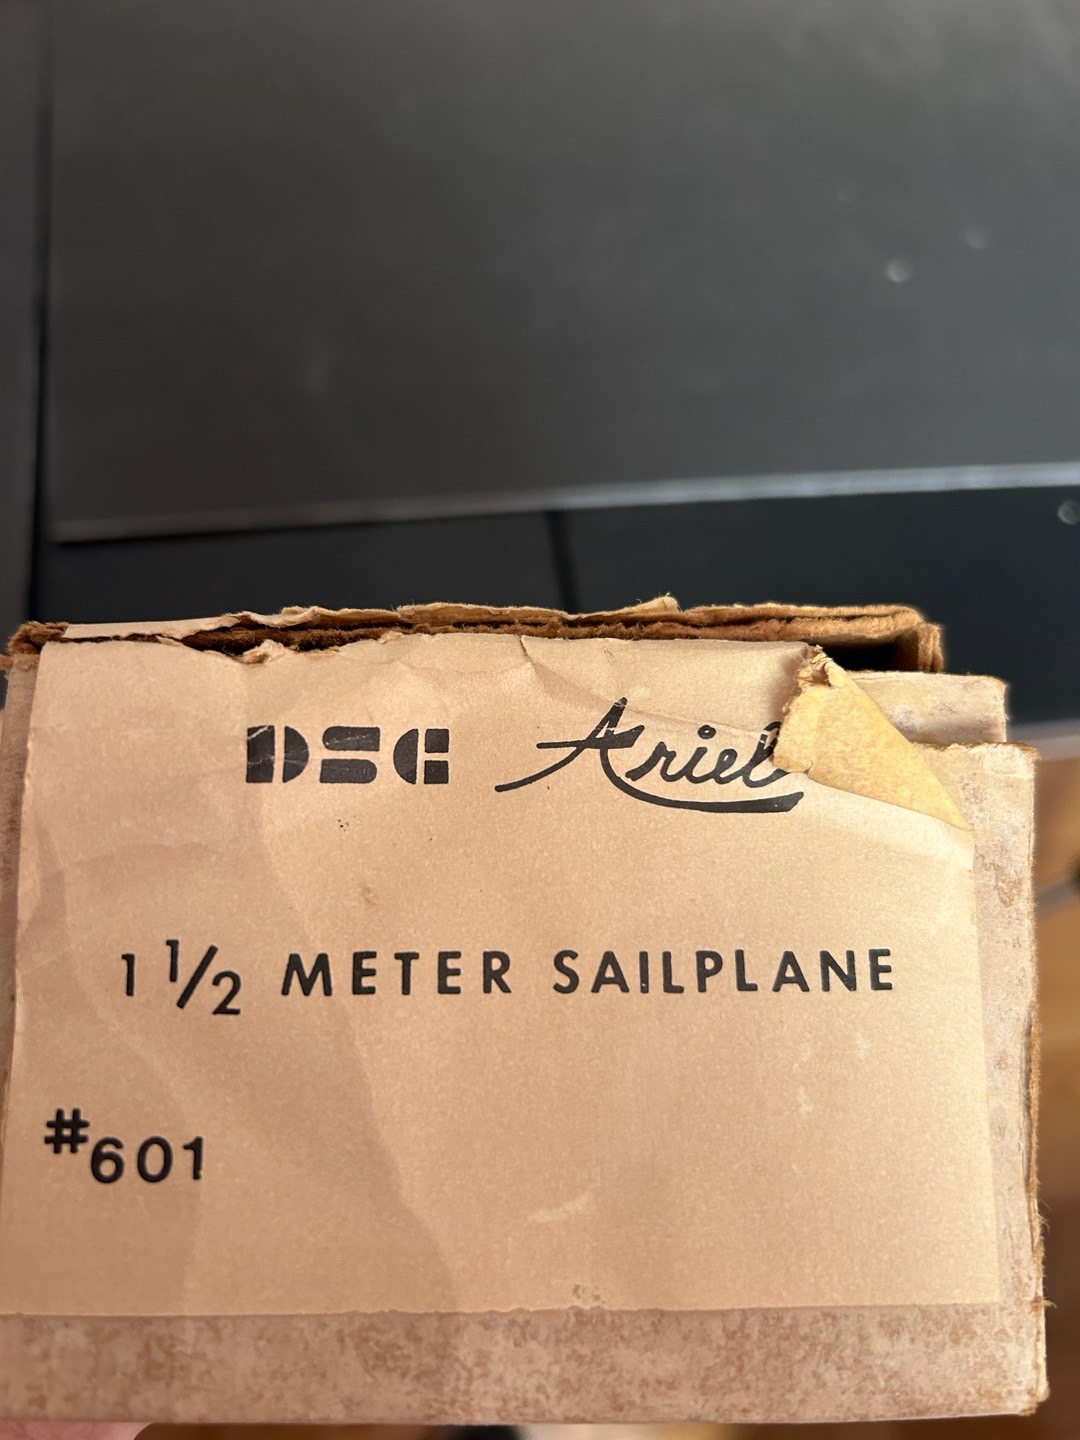 DSC Ariel
1 1/2 METER SAILPLANE
#601